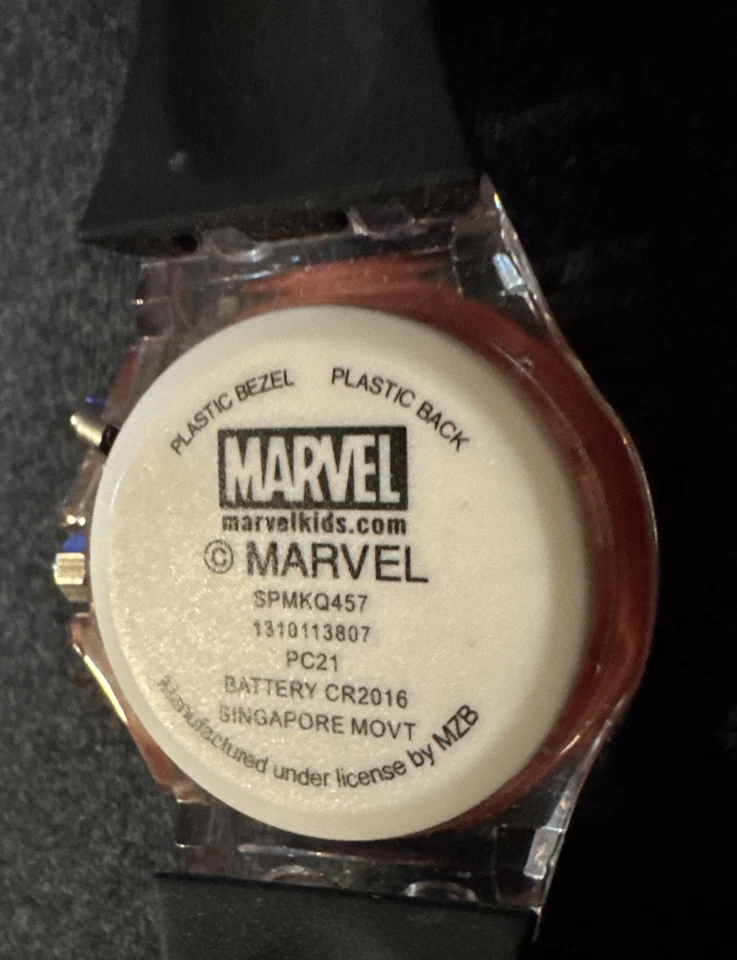 PLASTIC BEZEL PLASTIC BACK
MARVEL
marvelkids.com
© MARVEL
SPMKQ457
1310113807
PC21
BATTERY CR2016
SINGAPORE MOVT
Manufactured under license by MZB